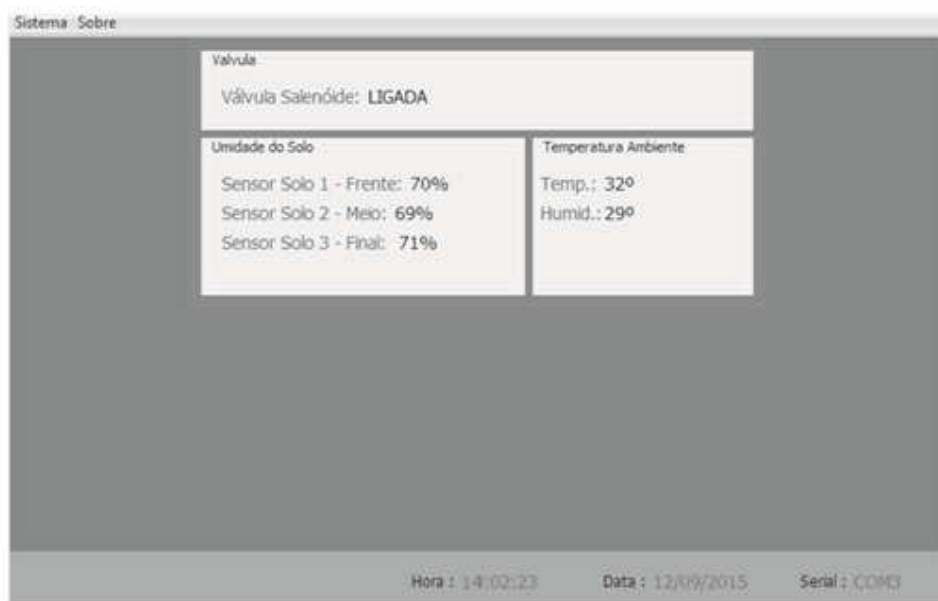 Sistema Sobre
Valvula
Válvula Salenóide: LIGADA
Umidade do Solo
Sensor Solo 1 - Frente: 70%
Sensor Solo 2 - Meio: 69%
Sensor Solo 3 - Final: 71%
Temperatura Ambiente
Temp.: 32º
Humid.: 29º
Hora : 14:02:23 Data : 12/09/2015 Serial : COM3